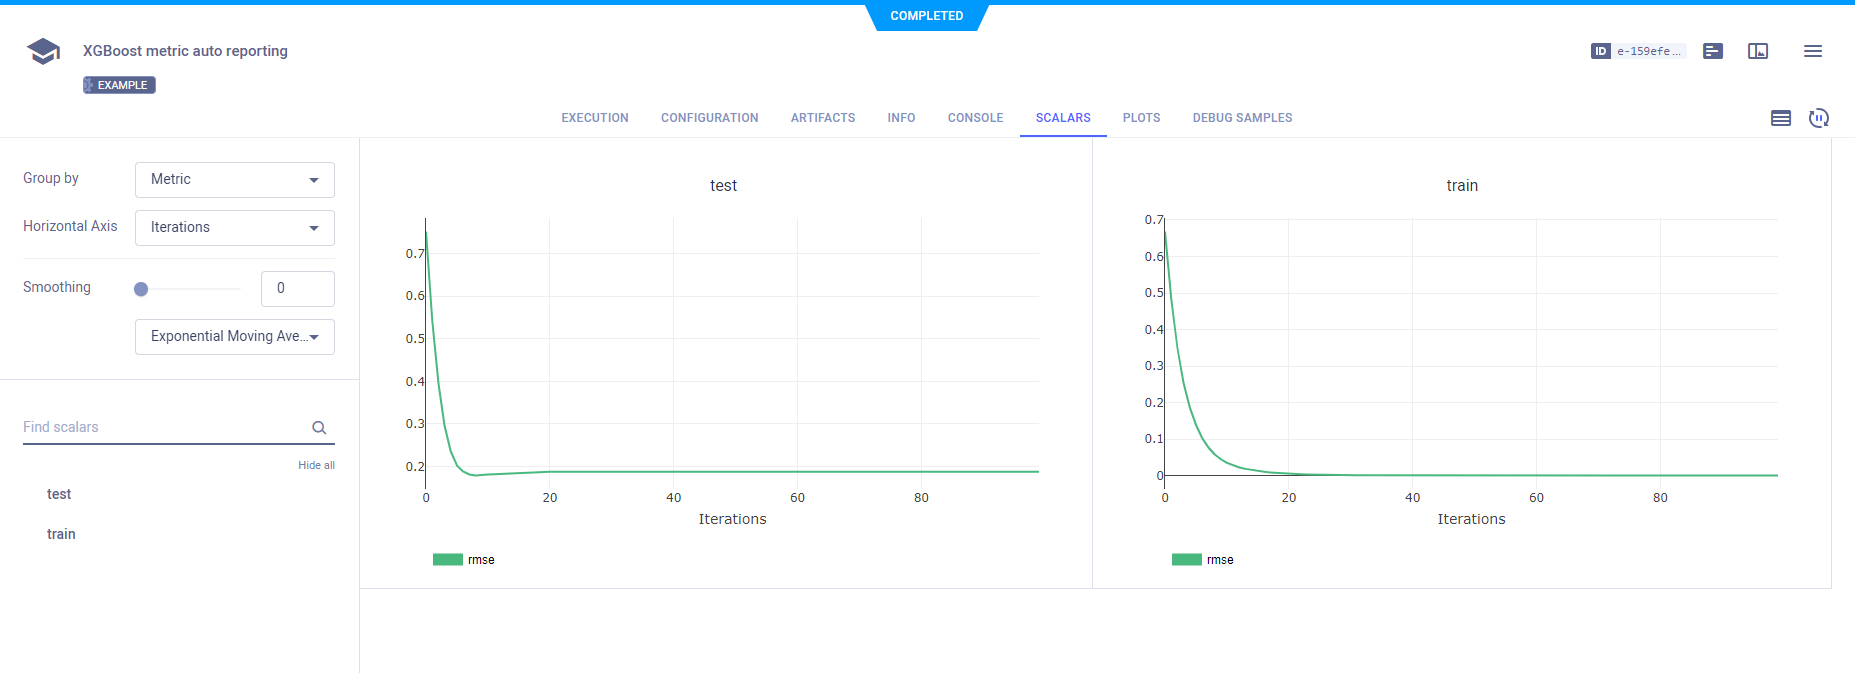 COMPLETED
XGBoost metric auto reporting
ID e-159efe...
EXAMPLE
EXECUTION CONFIGURATION ARTIFACTS INFO CONSOLE SCALARS PLOTS DEBUG SAMPLES
Group by Metric
Horizontal Axis Iterations
Smoothing 0
Exponential Moving Ave...
Find scalars
Hide all
test
train
test
0.7
0.6
0.5
0.4
0.3
0.2
0 20 40 60 80
Iterations
rmse
train
0.7
0.6
0.5
0.4
0.3
0.2
0.1
0
0 20 40 60 80
Iterations
rmse